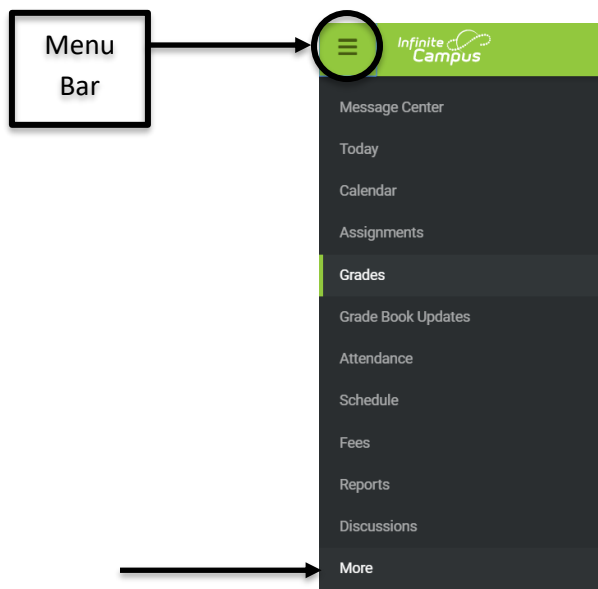 Menu
Bar
Infinite
Campus
Message Center
Today
Calendar
Assignments
Grades
Grade Book Updates
Attendance
Schedule
Fees
Reports
Discussions
More